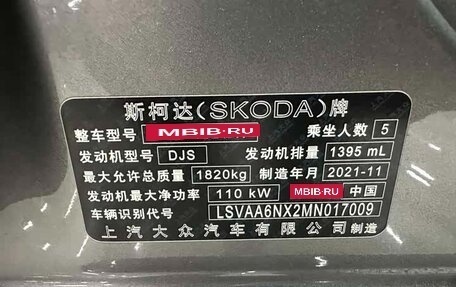 斯柯达(SKODA)牌
整车型号 MBIB.RU 乘坐人数 5
发动机型号 DJS 发动机排量 1395 mL
最大允许总质量 1820kg 制造年月 2021-11
发动机最大净功率 110 kW MBIB.RU 中国
车辆识别代号 LSVAA6NX2MN017009
上汽大众汽车有限公司制造